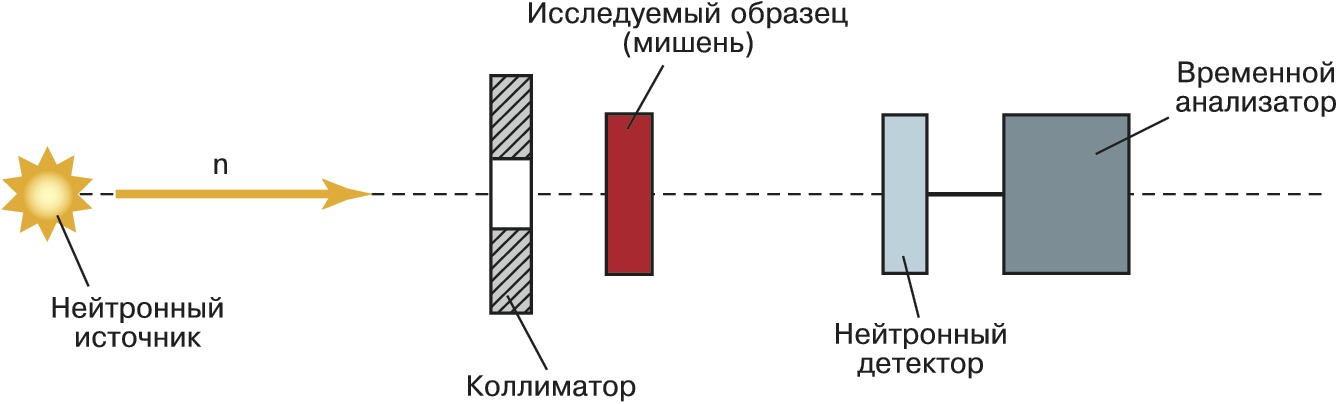 Исследуемый образец
(мишень)
Временной
анализатор
n
Нейтронный
источник
Коллиматор
Нейтронный
детектор